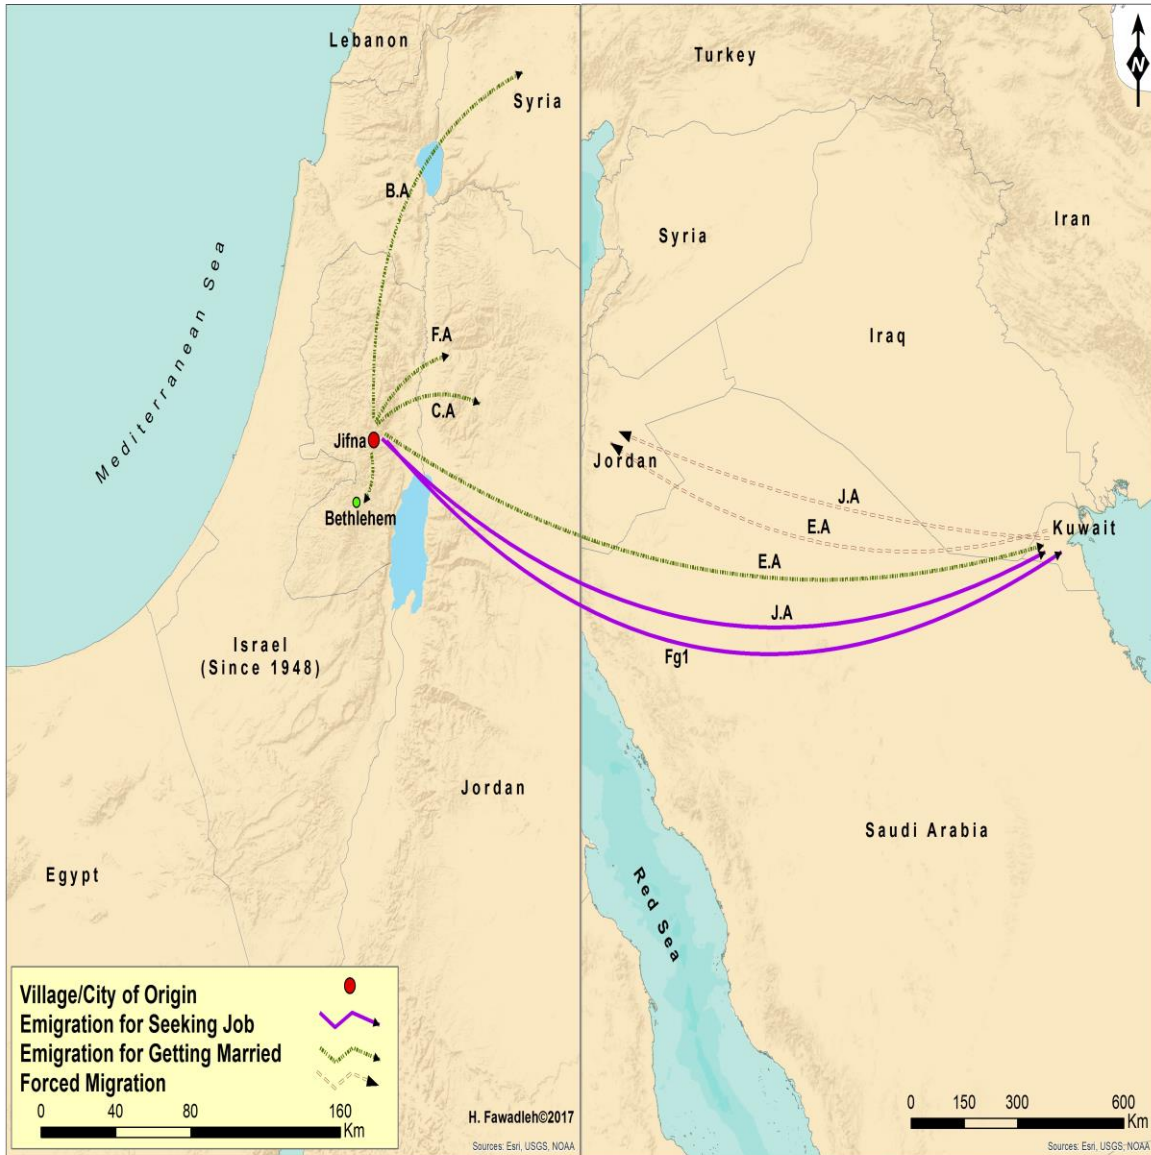 Lebanon
Syria
B.A
Mediterranean Sea
F.A
C.A
Jifna
Bethlehem
Israel
(Since 1948)
Jordan
Egypt
Village/City of Origin
Emigration for Seeking Job
Emigration for Getting Married
Forced Migration
0 40 80 160
Km
H. Fawadleh©2017
Sources: Esri, USGS, NOAA
N
Turkey
Syria
Iran
Iraq
Jordan
J.A
E.A
Kuwait
E.A
J.A
Fg1
Saudi Arabia
Red Sea
0 150 300 600
Km
Sources: Esri, USGS, NOAA